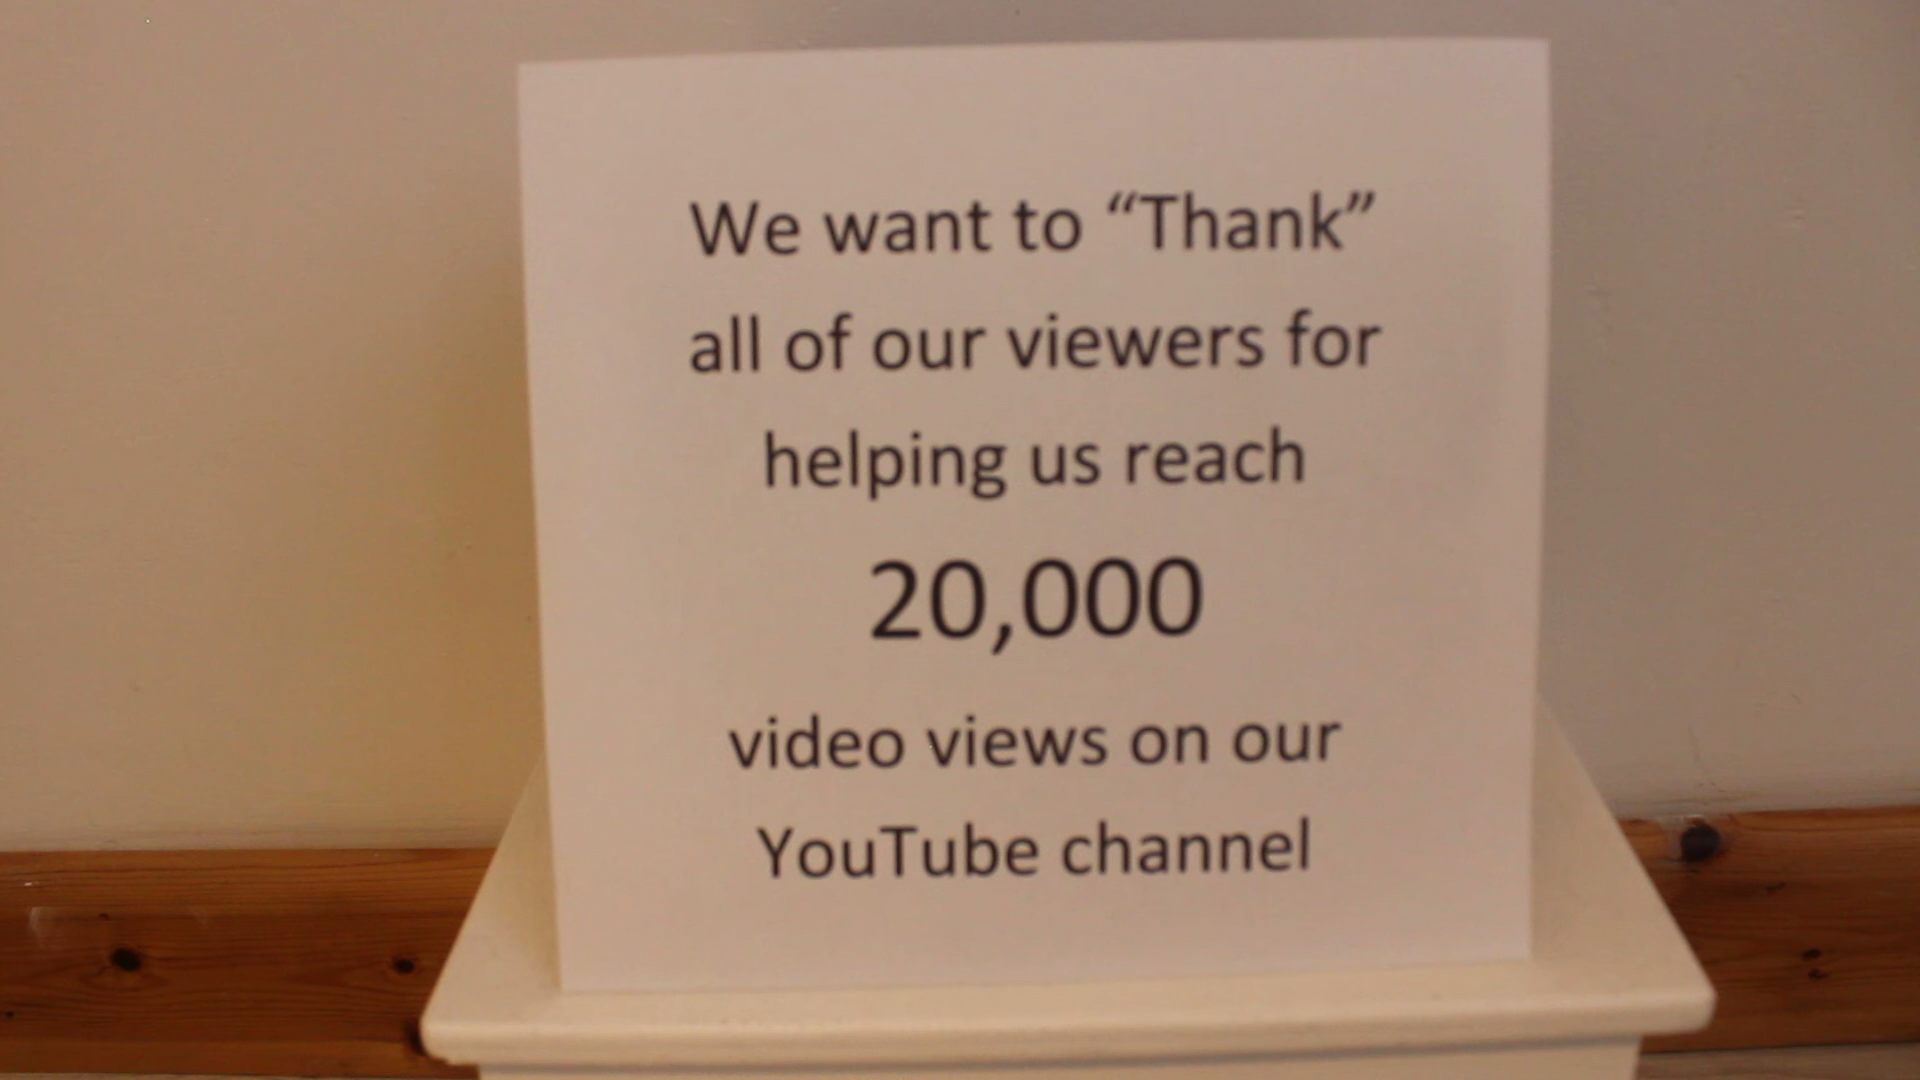 We want to “Thank”
all of our viewers for
helping us reach
20,000
video views on our
YouTube channel